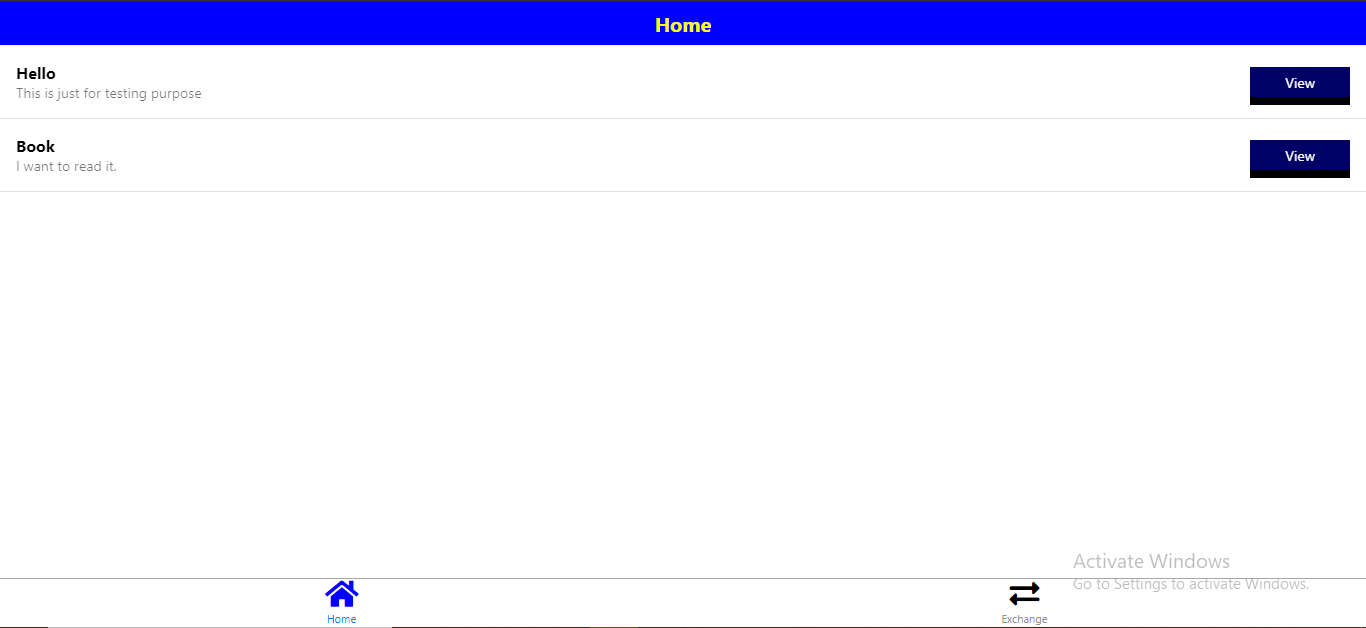 Home
Hello
This is just for testing purpose
View
Book
I want to read it.
View
Activate Windows
Go to Settings to activate Windows.
Home
Exchange